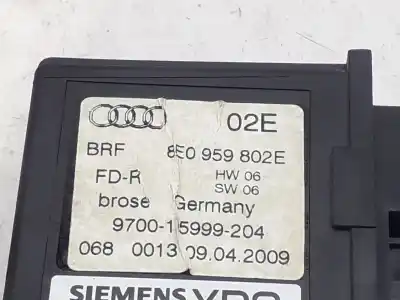 02E
BRF 8E0 959 802E
FD-R HW 06
SW 06
brose Germany
9700-15999-204
068 0013 09.04.2009
SIEMENS VDO